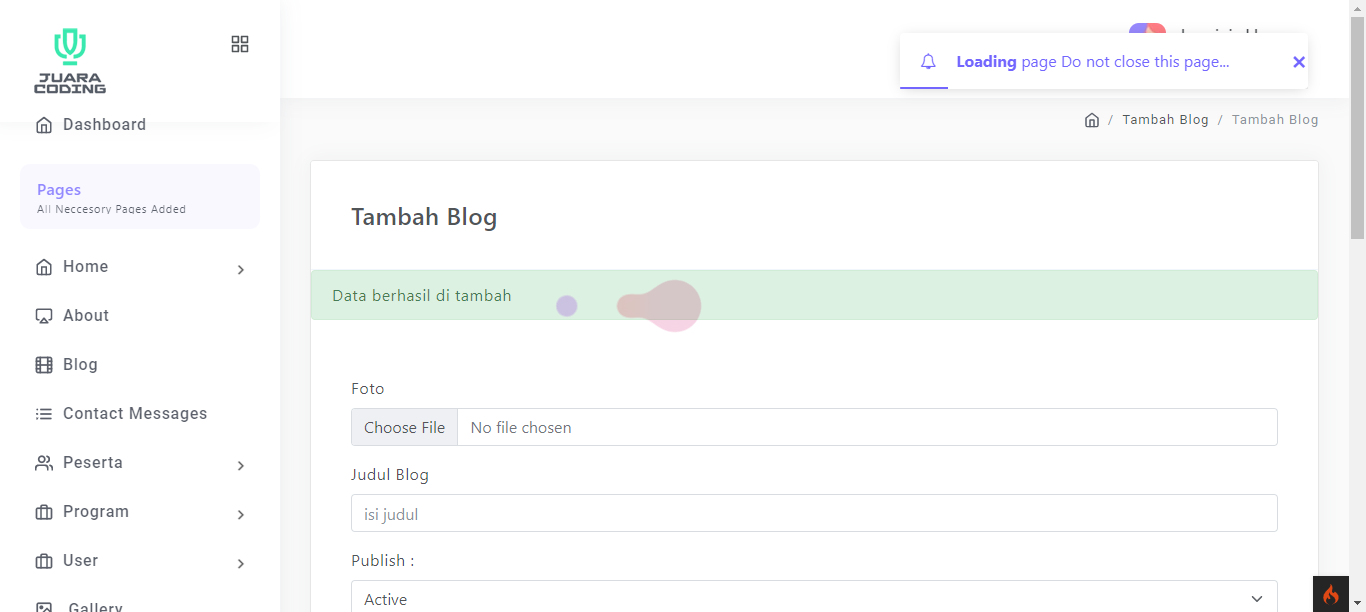 JUARA
CODING
Loading page Do not close this page...
/ Tambah Blog / Tambah Blog
Dashboard
Pages
All Neccesory Pages Added
Home
About
Blog
Contact Messages
Peserta
Program
User
Gallery
Tambah Blog
Data berhasil di tambah
Foto
Choose File No file chosen
Judul Blog
isi judul
Publish :
Active